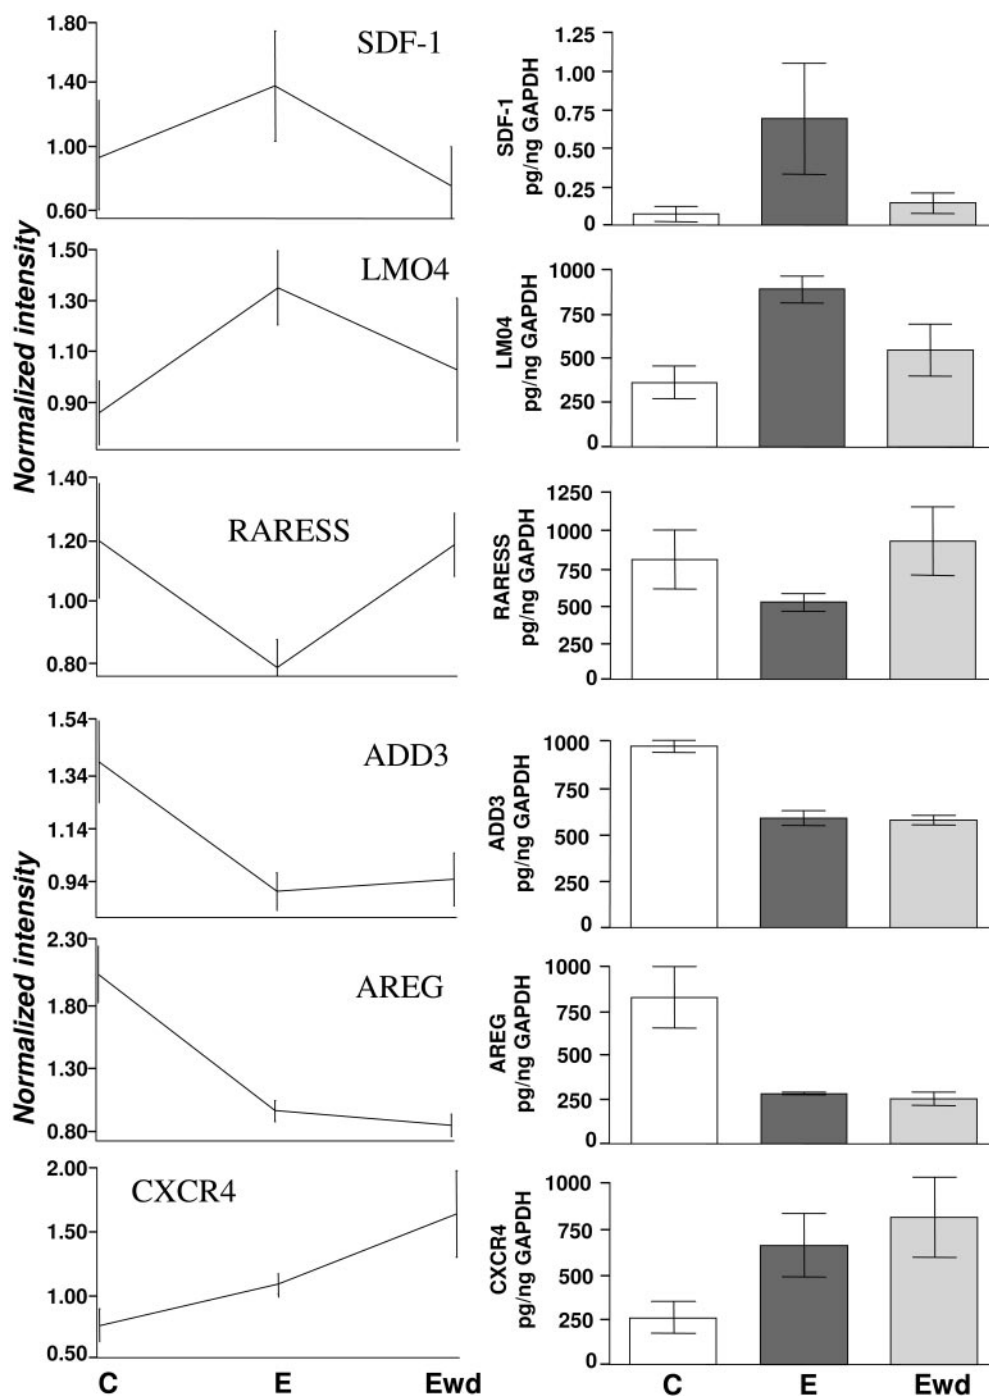 SDF-1
1.80
1.40
1.00
0.60
SDF-1
pg/ng GAPDH
1.25
1.00
0.75
0.50
0.25
0
Normalized intensity
LMO4
1.50
1.30
1.10
0.90
LM04
pg/ng GAPDH
1000
750
500
250
0
RARESS
1.40
1.20
1.00
0.80
RARESS
pg/ng GAPDH
1250
1000
750
500
250
0
ADD3
1.54
1.34
1.14
0.94
ADD3
pg/ng GAPDH
1000
750
500
250
0
Normalized intensity
AREG
2.30
1.80
1.30
0.80
AREG
pg/ng GAPDH
1000
750
500
250
0
CXCR4
2.00
1.50
1.00
0.50
CXCR4
pg/ng GAPDH
1000
750
500
250
0
C E Ewd
C E Ewd